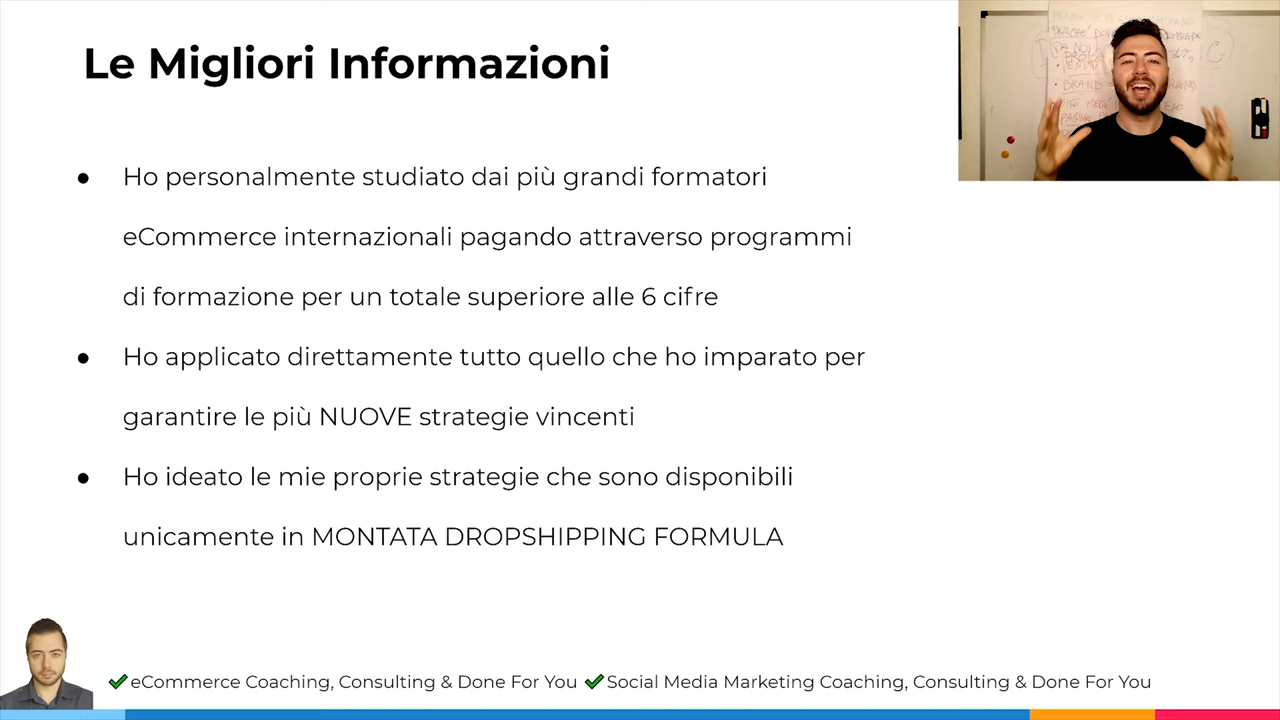 Le Migliori Informazioni
● Ho personalmente studiato dai più grandi formatori
eCommerce internazionali pagando attraverso programmi
di formazione per un totale superiore alle 6 cifre
● Ho applicato direttamente tutto quello che ho imparato per
garantire le più NUOVE strategie vincenti
● Ho ideato le mie proprie strategie che sono disponibili
unicamente in MONTATA DROPSHIPPING FORMULA
BRAND
eCommerce Coaching, Consulting & Done For You Social Media Marketing Coaching, Consulting & Done For You